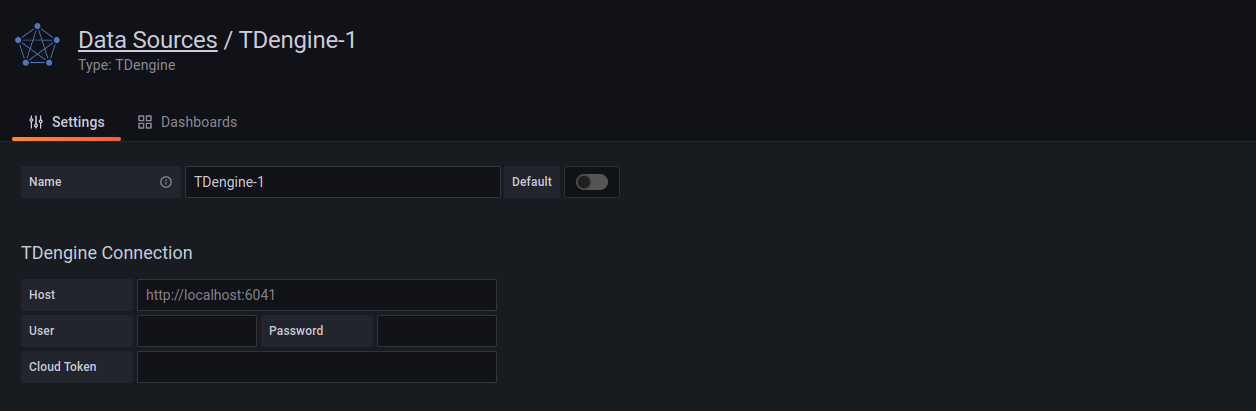 Data Sources / TDengine-1
Type: TDengine
Settings Dashboards
Name TDengine-1 Default
TDengine Connection
Host http://localhost:6041
User Password
Cloud Token